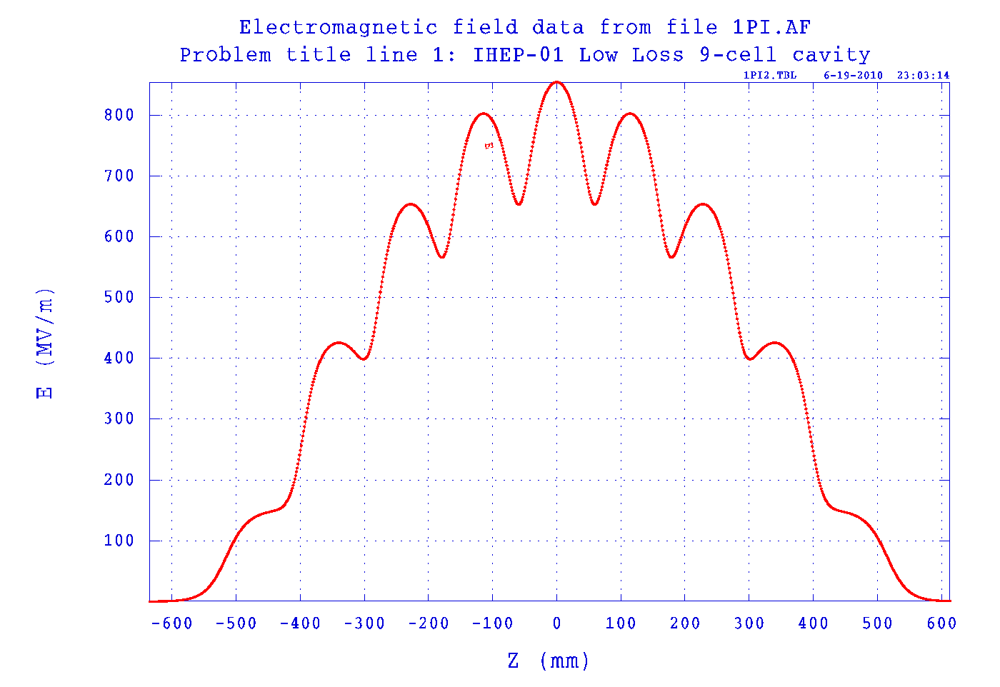 Electromagnetic field data from file 1PI.AF
Problem title line 1: IHEP-01 Low Loss 9-cell cavity
1PI2.TBL 6-19-2010 23:03:14
800
700
600
500
400
300
200
100
E (MV/m)
E
-600 -500 -400 -300 -200 -100 0 100 200 300 400 500 600
Z (mm)